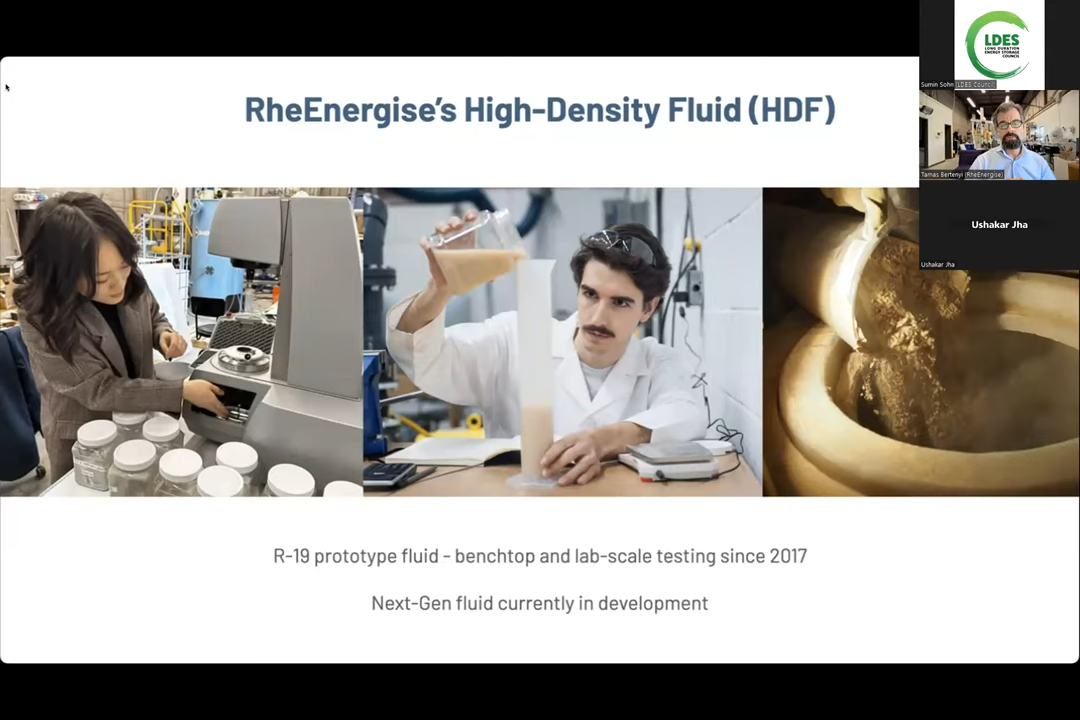 RheEnergise’s High-Density Fluid (HDF)
R-19 prototype fluid - benchtop and lab-scale testing since 2017
Next-Gen fluid currently in development
LDES
LONG DURATION
ENERGY STORAGE
COUNCIL
Sumin Sohn (LDES Council)
Tamas Bertenyi (RheEnergise)
Ushakar Jha
Ushakar Jha